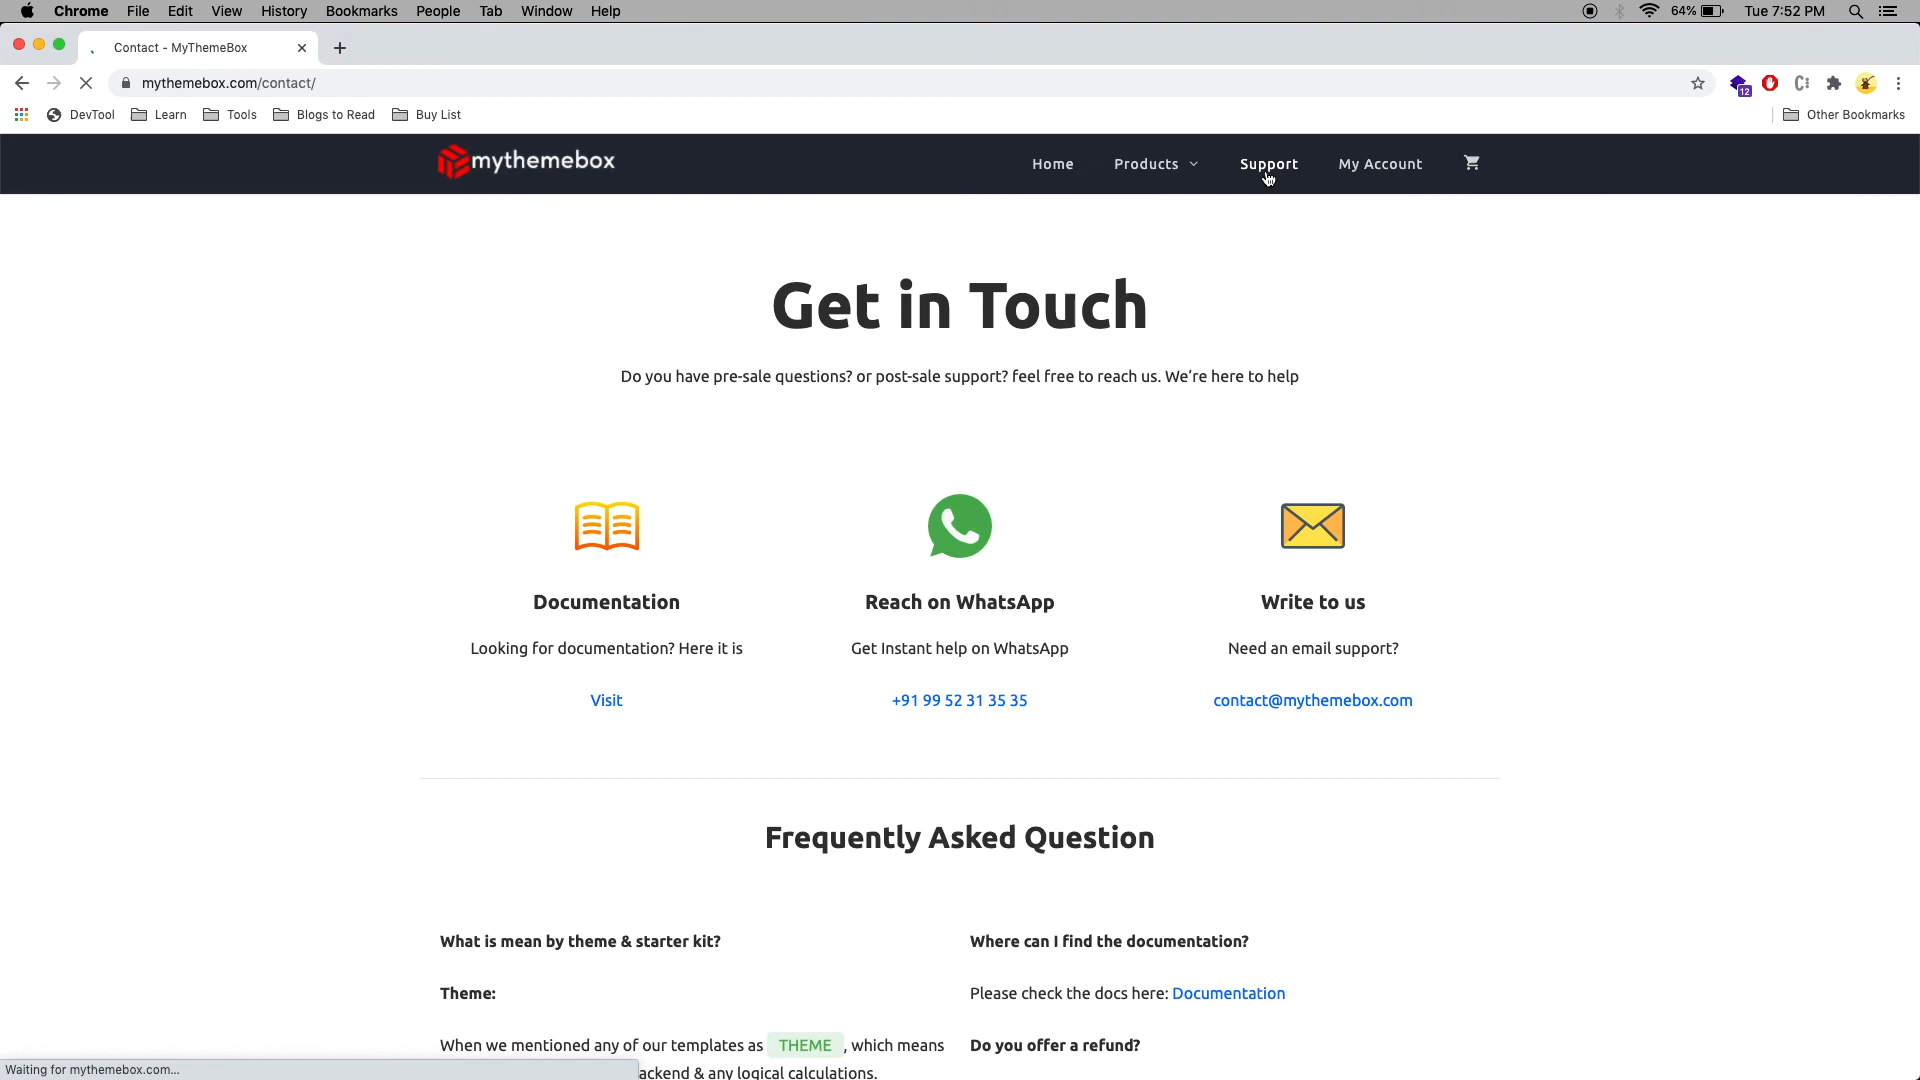 Chrome File Edit View History Bookmarks People Tab Window Help 64% Tue 7:52 PM
Contact - MyThemeBox
mythemebox.com/contact/
12
DevTool Learn Tools Blogs to Read Buy List Other Bookmarks
mythemebox Home Products Support My Account
Get in Touch
Do you have pre-sale questions? or post-sale support? feel free to reach us. We're here to help
Documentation
Looking for documentation? Here it is
Visit
Reach on WhatsApp
Get Instant help on WhatsApp
+91 99 52 31 35 35
Write to us
Need an email support?
contact@mythemebox.com
Frequently Asked Question
What is mean by theme & starter kit?
Theme:
When we mentioned any of our templates as THEME , which means
ackend & any logical calculations.
Where can I find the documentation?
Please check the docs here: Documentation
Do you offer a refund?
Waiting for mythemebox.com...